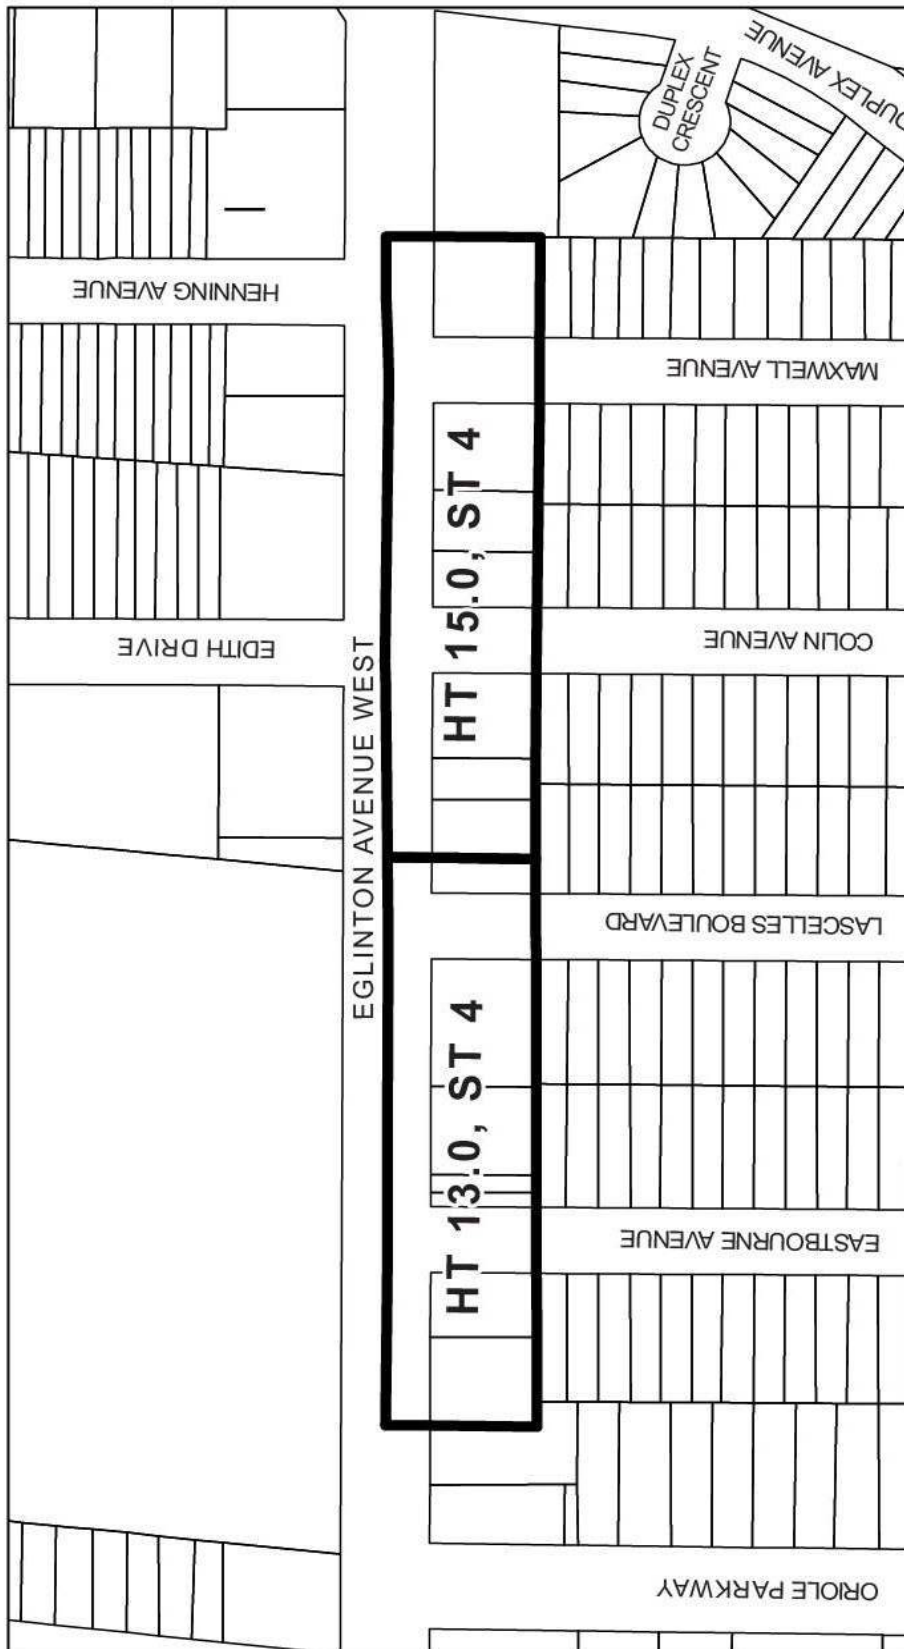 DUPLEX AVENUE
DUPLEX
CRESCENT
HENNING AVENUE
MAXWELL AVENUE
HT 15.0, ST 4
EDITH DRIVE
COLIN AVENUE
EGLINTON AVENUE WEST
LASCELLES BOULEVARD
HT 13.0, ST 4
EASTBOURNE AVENUE
ORIOLE PARKWAY